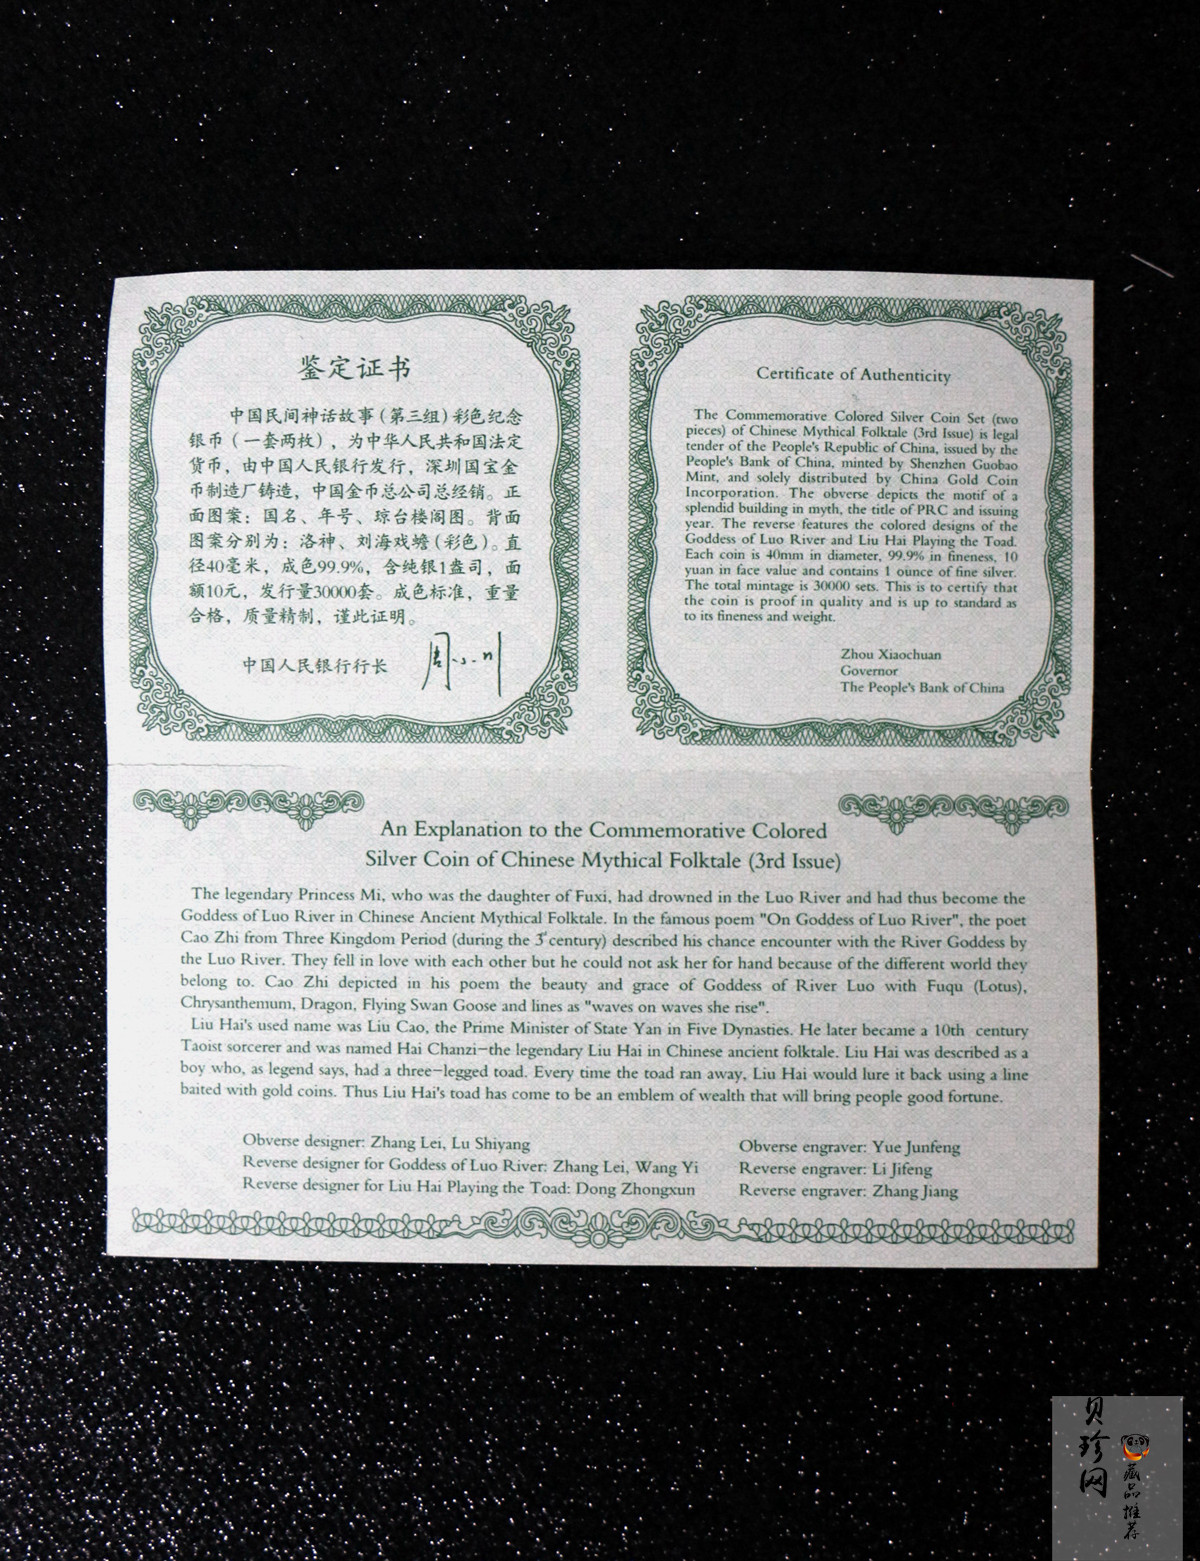 鉴定证书
中国民间神话故事(第三组)彩色纪念
银币(一套两枚),为中华人民共和国法定
货币,由中国人民银行发行,深圳国宝金
币制造厂铸造,中国金币总公司总经销。正
面图案:国名、年号、琼台楼阁图。背面
图案分别为:洛神、刘海戏蟾(彩色)。直
径40毫米,成色99.9%,含纯银1盎司,面
额10元,发行量30000套。成色标准,重量
合格,质量精制,谨此证明。
中国人民银行行长 周小川
Certificate of Authenticity
The Commemorative Colored Silver Coin Set (two
pieces) of Chinese Mythical Folktale (3rd Issue) is legal
tender of the People's Republic of China, issued by the
People's Bank of China, minted by Shenzhen Guobao
Mint, and solely distributed by China Gold Coin
Incorporation. The obverse depicts the motif of a
splendid building in myth, the title of PRC and issuing
year. The reverse features the colored designs of the
Goddess of Luo River and Liu Hai Playing the Toad.
Each coin is 40mm in diameter, 99.9% in fineness, 10
yuan in face value and contains 1 ounce of fine silver.
The total mintage is 30000 sets. This is to certify that
the coin is proof in quality and is up to standard as
to its fineness and weight.
Zhou Xiaochuan
Governor
The People's Bank of China
An Explanation to the Commemorative Colored
Silver Coin of Chinese Mythical Folktale (3rd Issue)
The legendary Princess Mi, who was the daughter of Fuxi, had drowned in the Luo River and had thus become the
Goddess of Luo River in Chinese Ancient Mythical Folktale. In the famous poem "On Goddess of Luo River", the poet
Cao Zhi from Three Kingdom Period (during the 3rd century) described his chance encounter with the River Goddess by
the Luo River. They fell in love with each other but he could not ask her for hand because of the different world they
belong to. Cao Zhi depicted in his poem the beauty and grace of Goddess of River Luo with Fuqu (Lotus),
Chrysanthemum, Dragon, Flying Swan Goose and lines as "waves on waves she rise".
Liu Hai's used name was Liu Cao, the Prime Minister of State Yan in Five Dynasties. He later became a 10th century
Taoist sorcerer and was named Hai Chanzi—the legendary Liu Hai in Chinese ancient folktale. Liu Hai was described as a
boy who, as legend says, had a three-legged toad. Every time the toad ran away, Liu Hai would lure it back using a line
baited with gold coins. Thus Liu Hai's toad has come to be an emblem of wealth that will bring people good fortune.
Obverse designer: Zhang Lei, Lu Shiyang
Reverse designer for Goddess of Luo River: Zhang Lei, Wang Yi
Reverse designer for Liu Hai Playing the Toad: Dong Zhongxun
Obverse engraver: Yue Junfeng
Reverse engraver: Li Jifeng
Reverse engraver: Zhang Jiang
贝珍网
藏品推荐